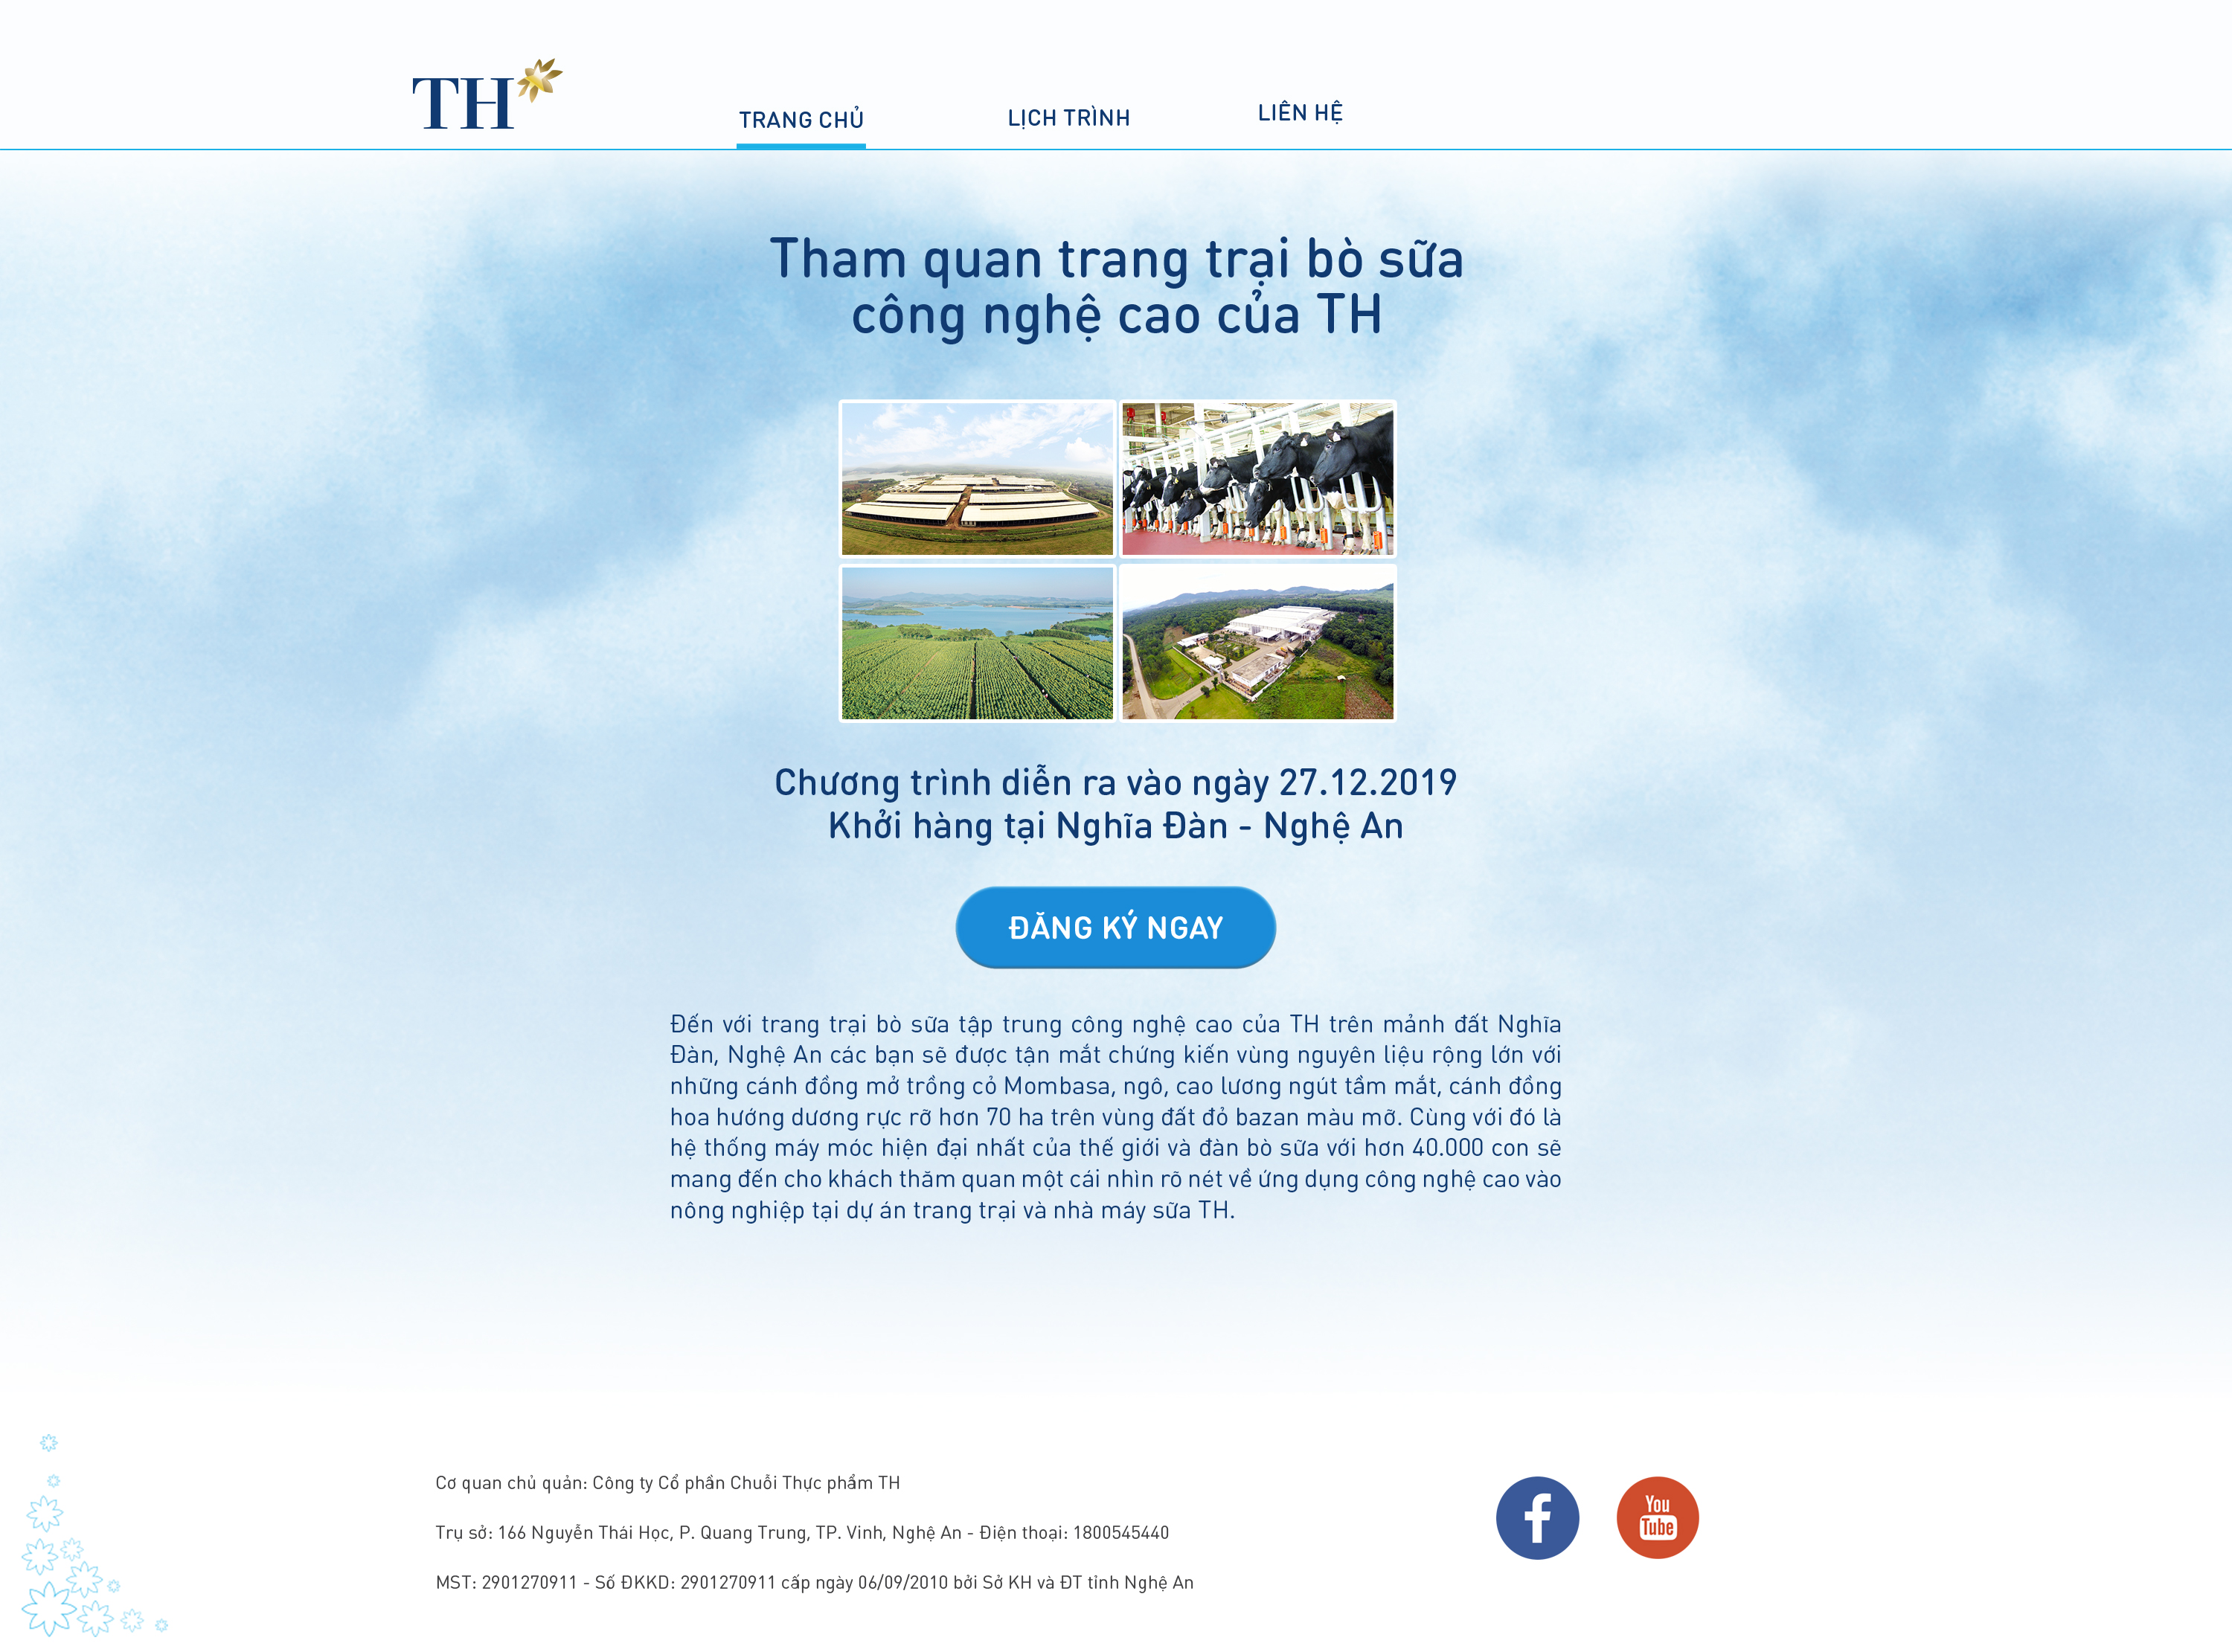 TH
TRANG CHỦ
LỊCH TRÌNH
LIÊN HỆ
Tham quan trang trại bò sữa
công nghệ cao của TH
Chương trình diễn ra vào ngày 27.12.2019
Khởi hàng tại Nghĩa Đàn - Nghệ An
ĐĂNG KÝ NGAY
Đến với trang trại bò sữa tập trung công nghệ cao của TH trên mảnh đất Nghĩa
Đàn, Nghệ An các bạn sẽ được tận mắt chứng kiến vùng nguyên liệu rộng lớn với
những cánh đồng mở trồng cỏ Mombasa, ngô, cao lương ngút tầm mắt, cánh đồng
hoa hướng dương rực rỡ hơn 70 ha trên vùng đất đỏ bazan màu mỡ. Cùng với đó là
hệ thống máy móc hiện đại nhất của thế giới và đàn bò sữa với hơn 40.000 con sẽ
mang đến cho khách thăm quan một cái nhìn rõ nét về ứng dụng công nghệ cao vào
nông nghiệp tại dự án trang trại và nhà máy sữa TH.
Cơ quan chủ quản: Công ty Cổ phần Chuỗi Thực phẩm TH
Trụ sở: 166 Nguyễn Thái Học, P. Quang Trung, TP. Vinh, Nghệ An - Điện thoại: 1800545440
MST: 2901270911 - Số ĐKKD: 2901270911 cấp ngày 06/09/2010 bởi Sở KH và ĐT tỉnh Nghệ An
f
You
Tube